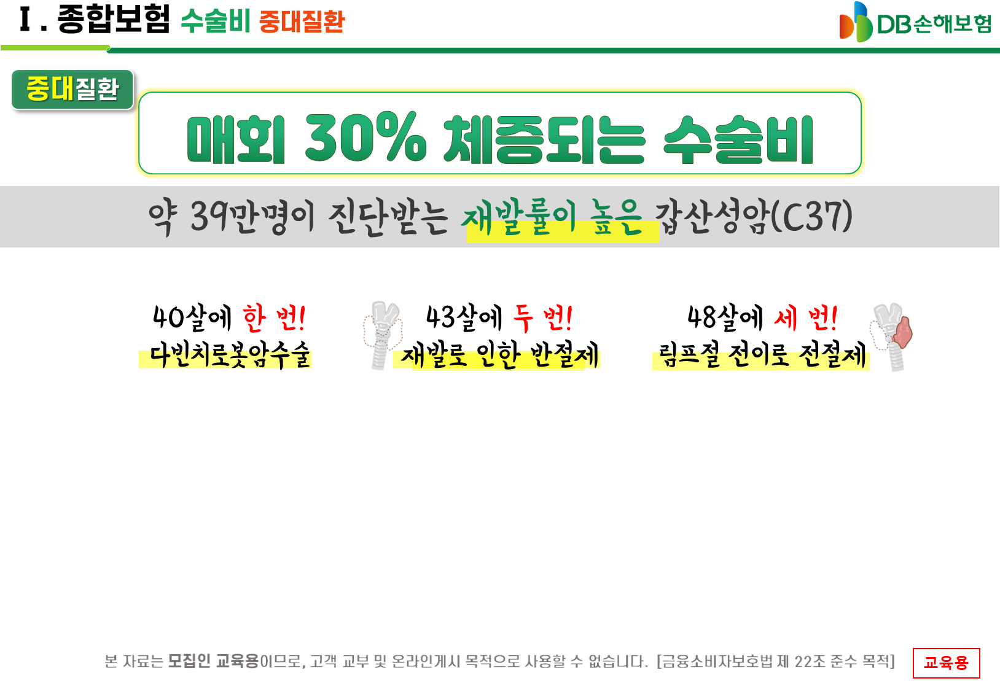 Ⅰ. 종합보험 수술비 중대질환
DB손해보험
중대질환
매회 30% 체증되는 수술비
약 39만명이 진단받는 재발률이 높은 갑산성암(C37)
40살에 한 번!
다빈치로봇암수술
43살에 두 번!
재발로 인한 반절제
48살에 세 번!
림프절 전이로 전절제
본 자료는 모집인 교육용이므로, 고객 교부 및 온라인게시 목적으로 사용할 수 없습니다. [금융소비자보호법 제 22조 준수 목적]
교육용